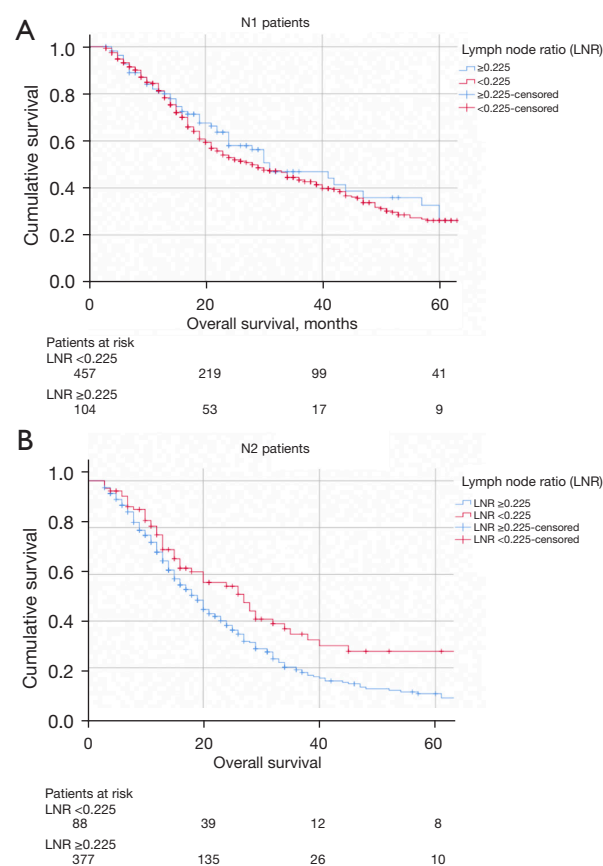 A
N1 patients
Lymph node ratio (LNR)
≥0.225
<0.225
≥0.225-censored
<0.225-censored
Cumulative survival
1.0
0.8
0.6
0.4
0.2
0.0
0 20 40 60
Overall survival, months
Patients at risk
LNR <0.225
457 219 99 41
LNR ≥0.225
104 53 17 9
B
N2 patients
Lymph node ratio (LNR)
LNR ≥0.225
LNR <0.225
LNR ≥0.225-censored
LNR <0.225-censored
Cumulative survival
1.0
0.8
0.6
0.4
0.2
0.0
0 20 40 60
Overall survival
Patients at risk
LNR <0.225
88 39 12 8
LNR ≥0.225
377 135 26 10